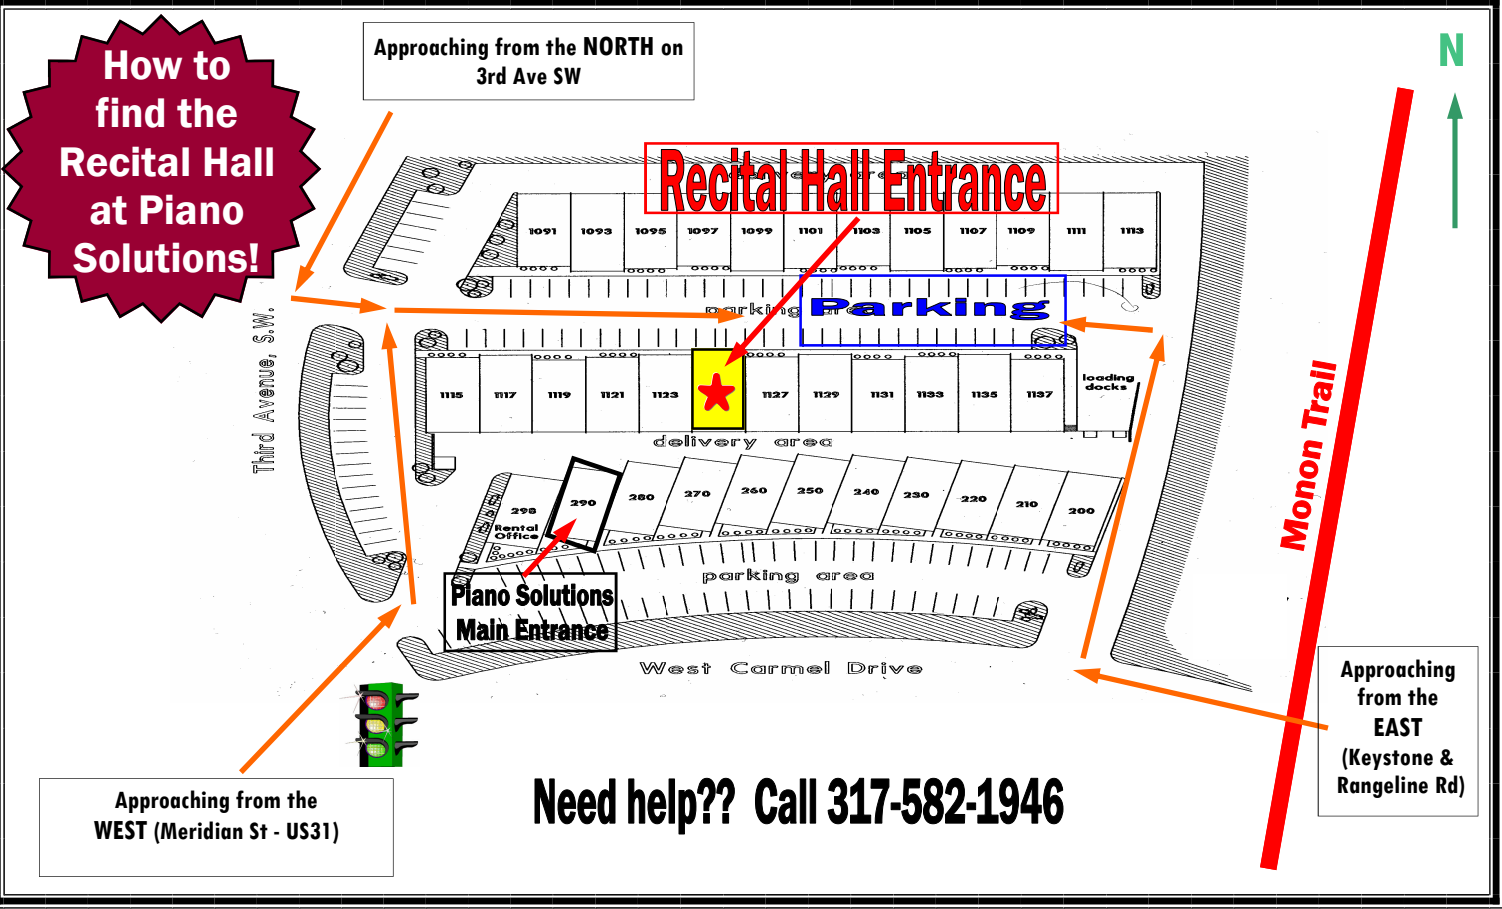 How to
find the
Recital Hall
at Piano
Solutions!
Approaching from the NORTH on
3rd Ave SW
N
Recital Hall Entrance
delivery area
1091 1093 1095 1097 1099 1101 1103 1105 1107 1109 1111 1113
parking area
Parking
Third Avenue, S.W.
1115 1117 1119 1121 1123 1127 1129 1131 1133 1135 1137
loading
docks
delivery area
298
Rental
Office
290 280 270 260 250 240 230 220 210 200
parking area
Piano Solutions
Main Entrance
West Carmel Drive
Monon Trail
Approaching
from the
EAST
(Keystone &
Rangeline Rd)
Approaching from the
WEST (Meridian St - US31)
Need help?? Call 317-582-1946